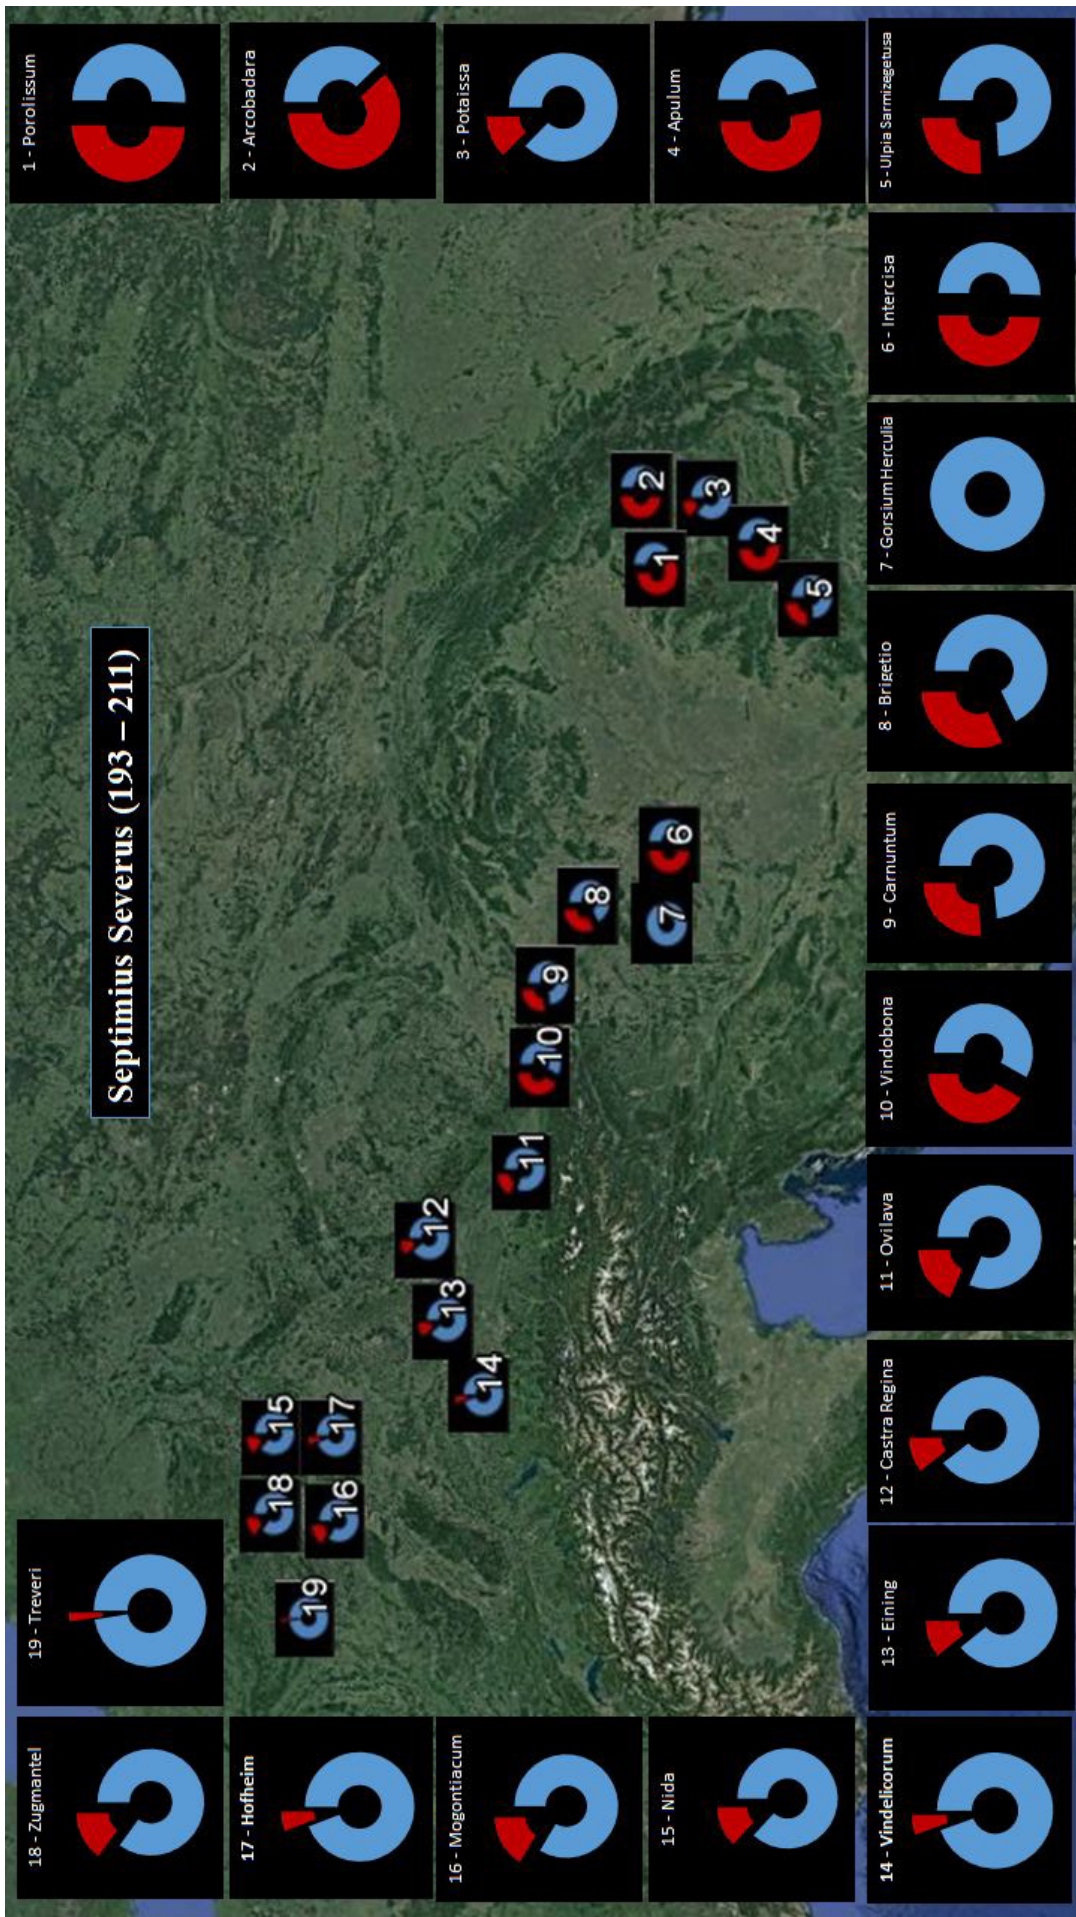 Septimius Severus (193 – 211)
18 - Zugmantel
19 - Treveri
1 - Porolissum
17 - Hofheim
2 - Arcobadara
16 - Mogontiacum
3 - Potaissa
15 - Nida
4 - Apulum
14 - Vindelicorum
13 - Eining
12 - Castra Regina
11 - Ovilava
10 - Vindobona
9 - Carnuntum
8 - Brigetio
7 - Gorsium Herculia
6 - Intercisa
5 - Ulpia Sarmizegetusa
18
15
19
16
17
12
13
14
11
10
9
8
7
6
1
2
3
4
5